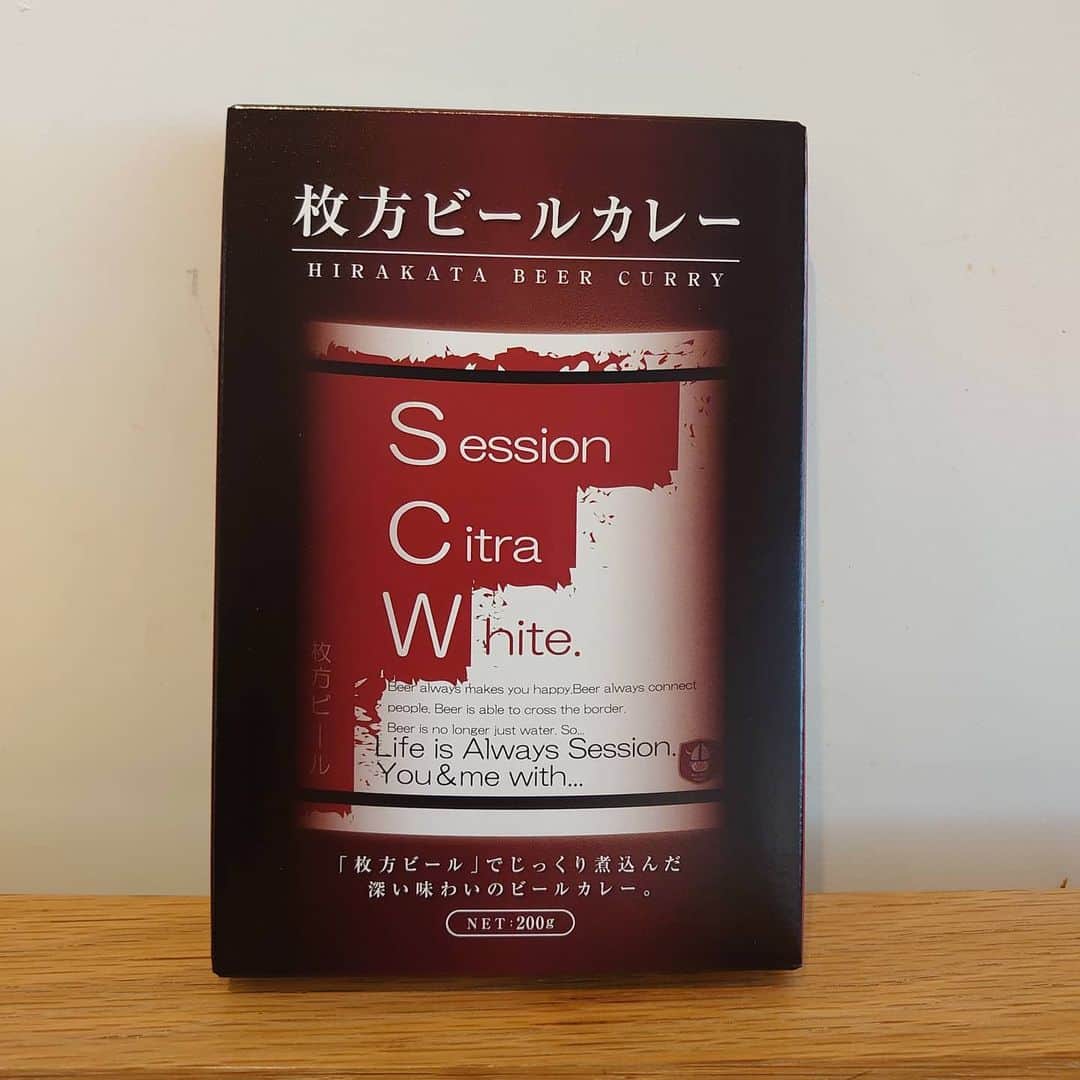 枚方ビールカレー
HIRAKATA BEER CURRY
Session
Citra
White.
枚方ビール
Beer always makes you happy.Beer always connect
people. Beer is able to cross the border.
Beer is no longer just water. So...
Life is Always Session.
You&me with...
「枚方ビール」でじっくり煮込んだ
深い味わいのビールカレー。
NET:200g